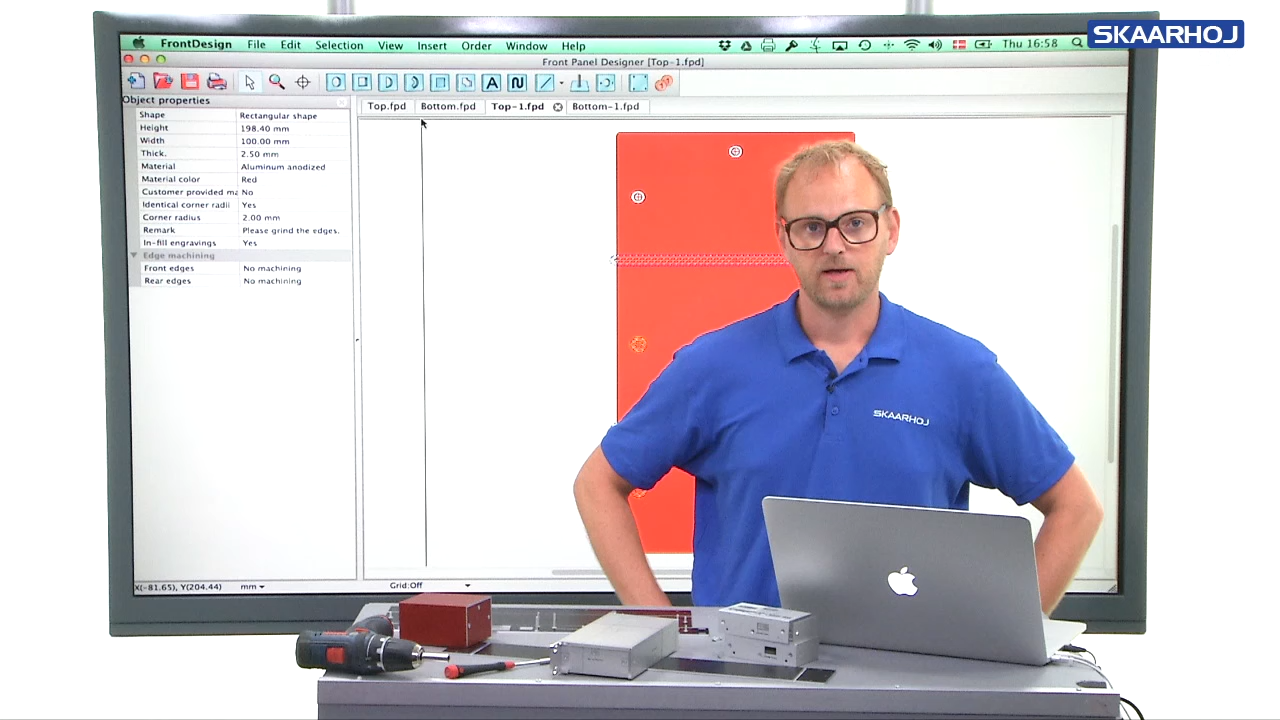 SKAARHOJ
FrontDesign File Edit Selection View Insert Order Window Help
Thu 16:58
Front Panel Designer [Top-1.fpd]
Object properties
Top.fpd Bottom.fpd Top-1.fpd Bottom-1.fpd
Shape Rectangular shape
Height 198.40 mm
Width 100.00 mm
Thick. 2.50 mm
Material Aluminum anodized
Material color Red
Customer provided ma No
Identical corner radii Yes
Corner radius 2.00 mm
Remark Please grind the edges.
In-fill engravings Yes
Edge machining
Front edges No machining
Rear edges No machining
SKAARHOJ
X(-81.65), Y(204.44) mm Grid:Off